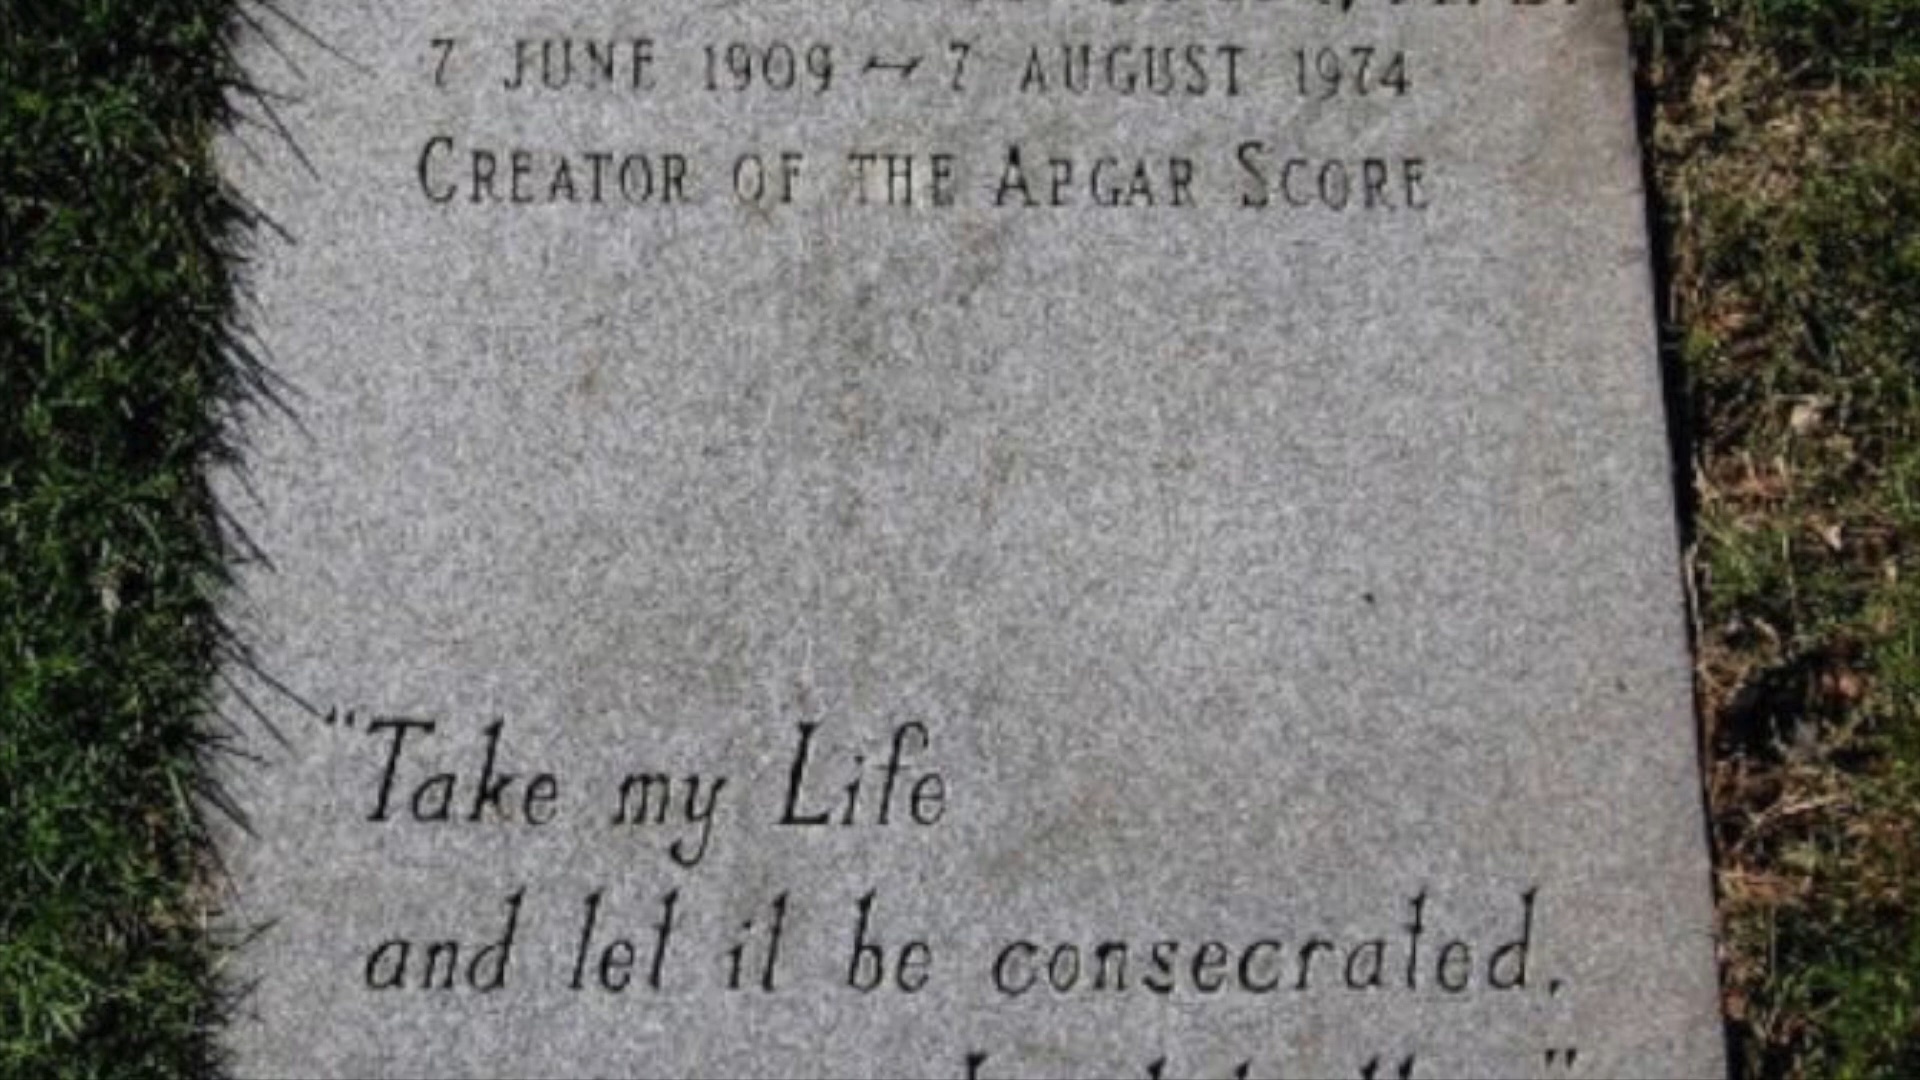 7 JUNE 1909 ~ 7 AUGUST 1974
CREATOR OF THE APGAR SCORE
“Take my Life
and let it be consecrated,